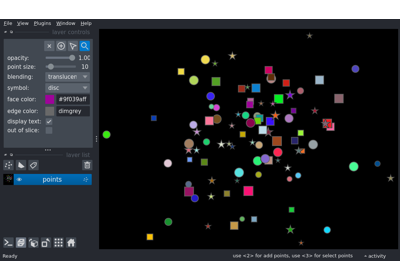 File View Plugins Window Help
layer controls
opacity: 1.00
point size: 10
blending: translucen
symbol: disc
face color: #9f039aff
edge color: dimgrey
display text:
out of slice:
layer list
points
Ready use <2> for add points, use <3> for select points activity